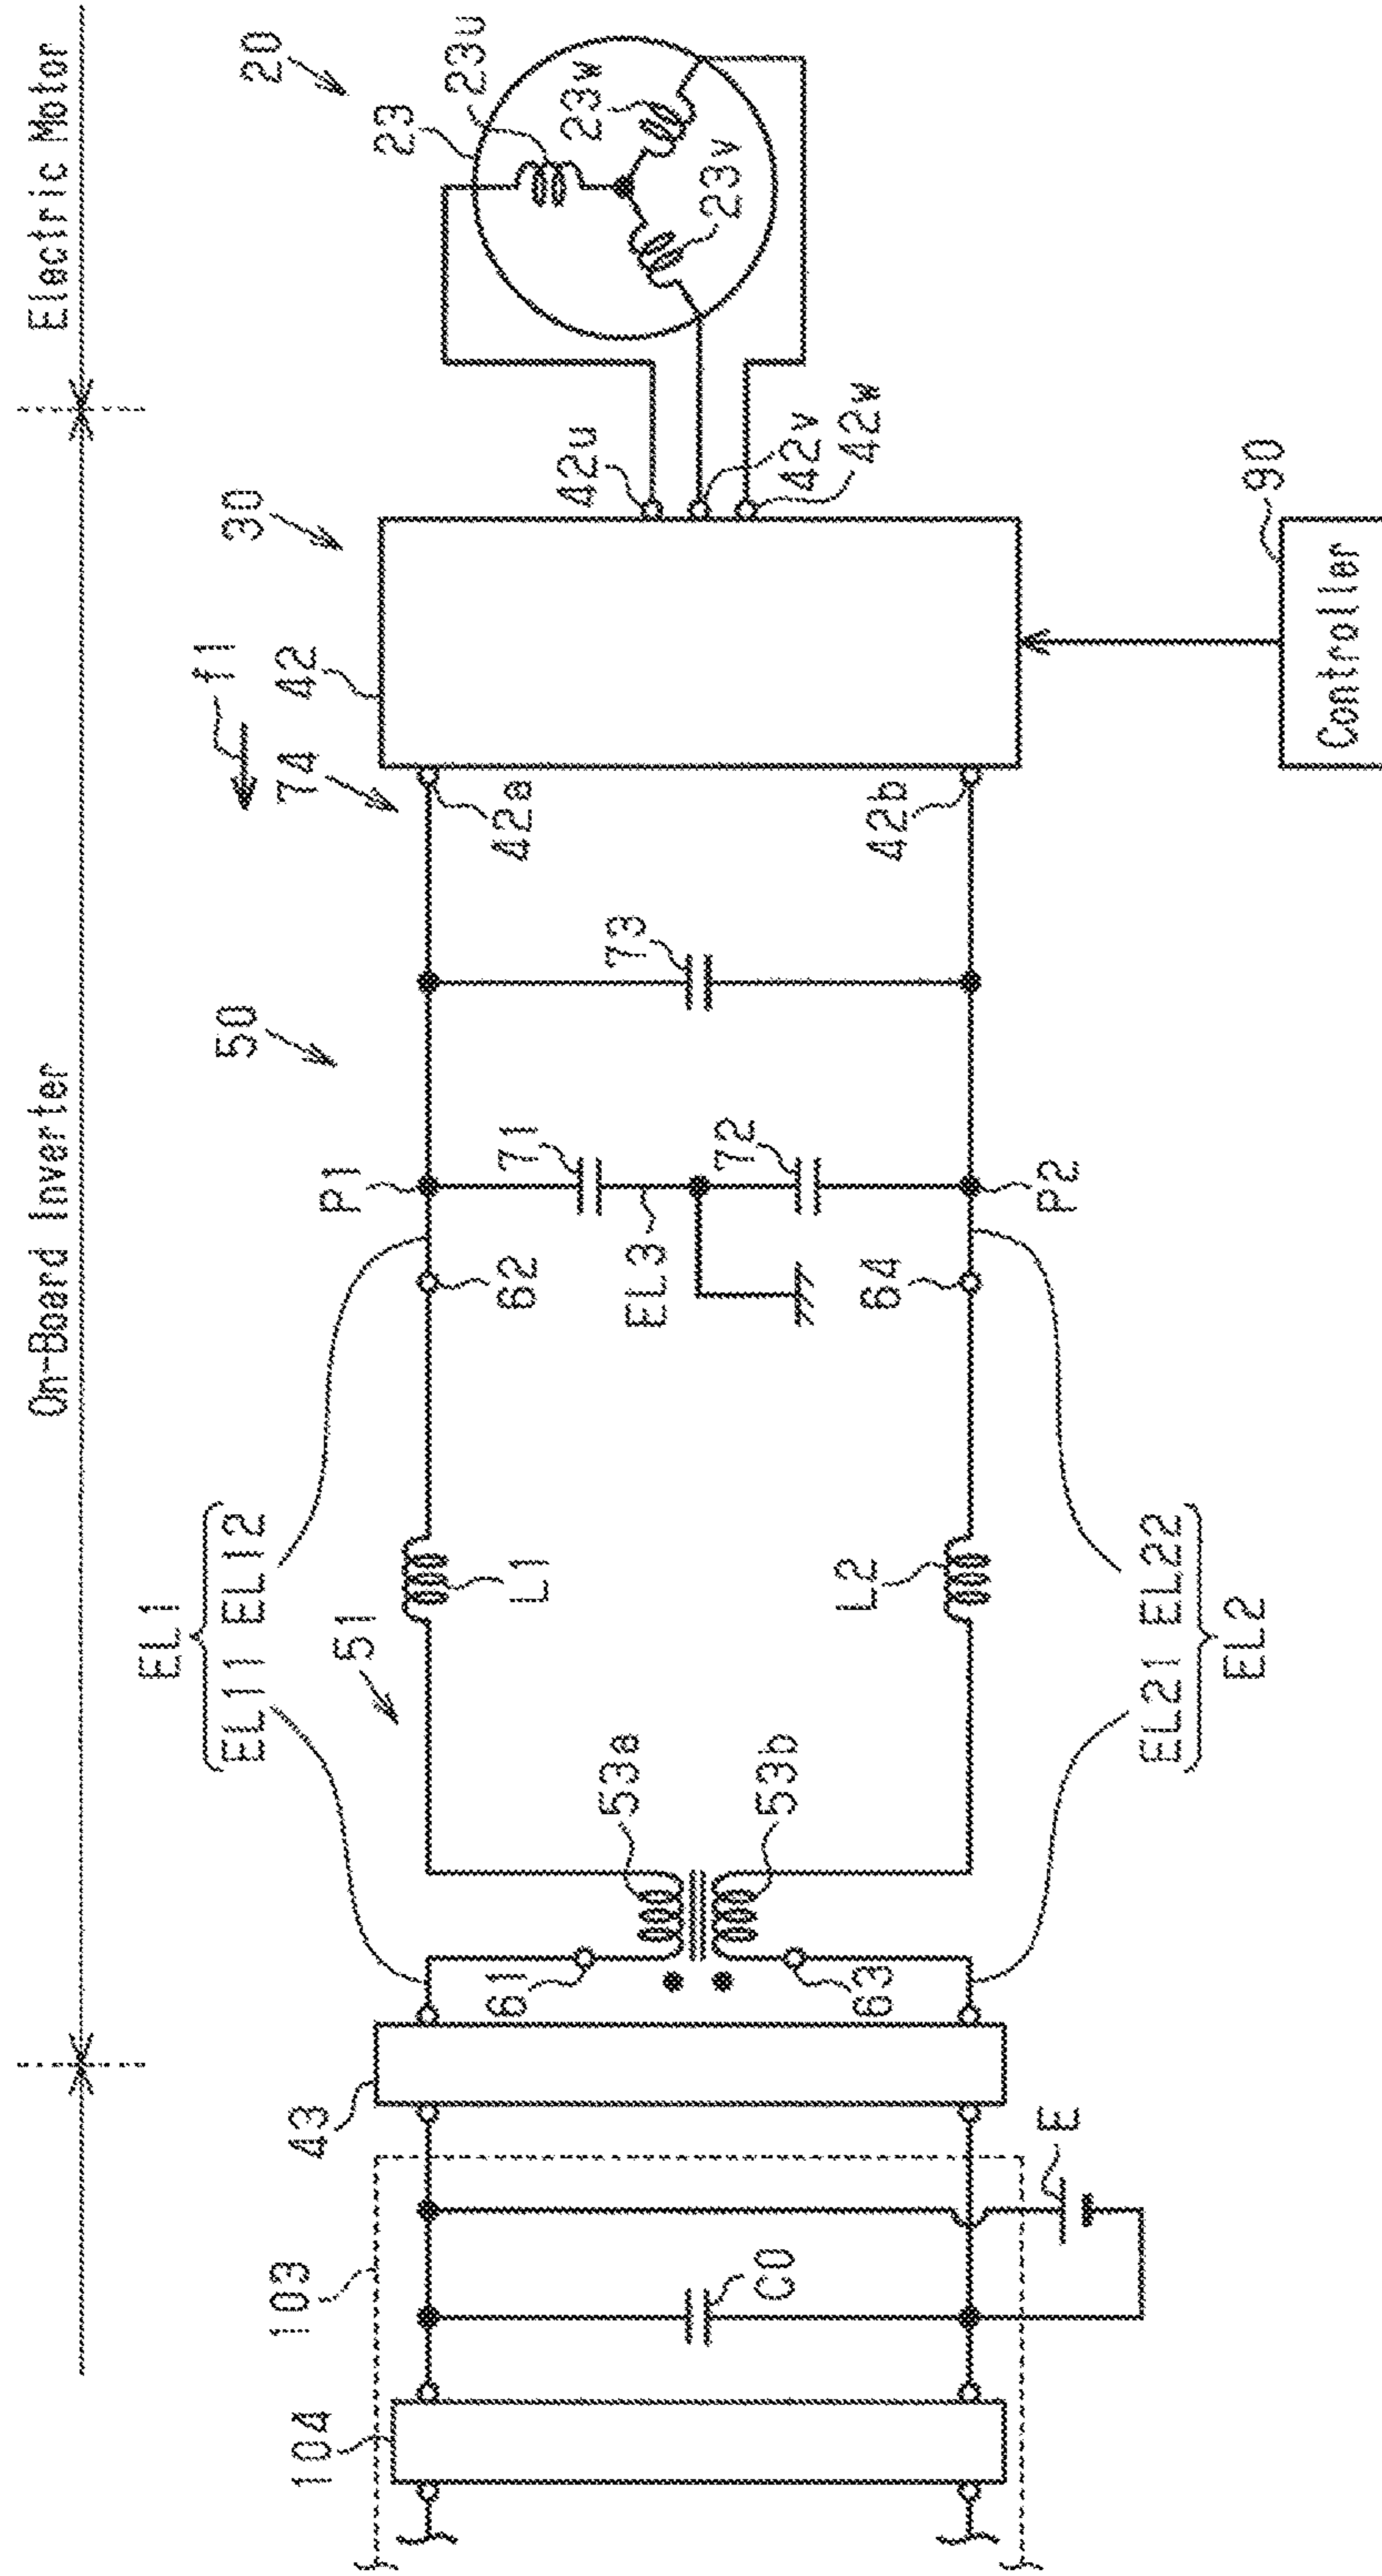 On-Board Inverter
Electric Motor
EL1
EL11 EL12
50
f1
30
20
103
104
43
51
74
42
23
23u
P1
L1
62
42a
42u
23w
61
53a
71
73
EL3
C0
63
53b
72
42v
23v
L2
64
42b
42w
E
P2
EL21 EL22
EL2
90
Controller